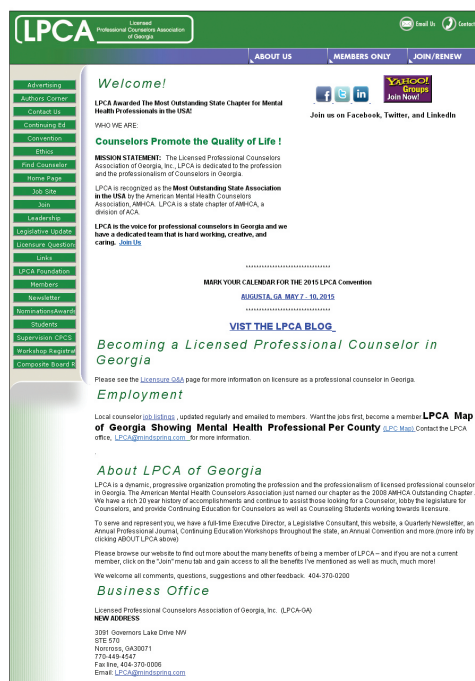 LPCA
Licensed
Professional Counselors Association
of Georgia
Email Us
Contact
ABOUT US
MEMBERS ONLY
JOIN/RENEW
Advertising
Authors Corner
Contact Us
Continuing Ed
Convention
Ethics
Find Counselor
Home Page
Job Site
Join
Leadership
Legislative Update
Licensure Question
Links
LPCA Foundation
Members
Newsletter
NominationsAwards
Students
Supervision CPCS
Workshop Registrat
Composite Board R
Welcome!
LPCA Awarded The Most Outstanding State Chapter for Mental
Health Professionals in the USA!
WHO WE ARE:
Counselors Promote the Quality of Life !
MISSION STATEMENT: The Licensed Professional Counselors
Association of Georgia, Inc., LPCA is dedicated to the profession
and the professionalism of Counselors in Georgia.
LPCA is recognized as the Most Outstanding State Association
in the USA by the American Mental Health Counselors
Association, AMHCA. LPCA is a state chapter of AMHCA, a
division of ACA.
LPCA is the voice for professional counselors in Georgia and we
have a dedicated team that is hard working, creative, and
caring. Join Us
YAHOO!
Groups
Join Now!
Join us on Facebook, Twitter, and LinkedIn
********************************
MARK YOUR CALENDAR FOR THE 2015 LPCA Convention
AUGUSTA, GA MAY 7 - 10, 2015
********************************
VIST THE LPCA BLOG
Becoming a Licensed Professional Counselor in
Georgia
Please see the Licensure Q&A page for more information on licensure as a professional counselor in Georgia.
Employment
Local counselor job listings , updated regularly and emailed to members. Want the jobs first, become a member. LPCA Map
of Georgia Showing Mental Health Professional Per County (LPC Map) Contact the LPCA
office, LPCA@mindspring.com for more information.
.
About LPCA of Georgia
LPCA is a dynamic, progressive organization promoting the profession and the professionalism of licensed professional counselor
in Georgia. The American Mental Health Counselors Association just named our chapter as the 2008 AMHCA Outstanding Chapter .
We have a rich 20 year history of accomplishments and continue to assist those looking for a Counselor, lobby the legislature for
Counselors, and provide Continuing Education for Counselors as well as Counseling Students working towards licensure.
To serve and represent you, we have a full-time Executive Director, a Legislative Consultant, this website, a Quarterly Newsletter, an
Annual Professional Journal, Continuing Education Workshops throughout the state, an Annual Convention and more (more info by
clicking ABOUT LPCA above)
Please browse our website to find out more about the many benefits of being a member of LPCA – and if you are not a current
member, click on the "Join" menu tab and gain access to all the benefits I've mentioned as well as much, much more!
We welcome all comments, questions, suggestions and other feedback. 404-370-0200
Business Office
Licensed Professional Counselors Association of Georgia, Inc. (LPCA-GA)
NEW ADDRESS
3091 Governors Lake Drive NW
STE 570
Norcross, GA30071
770-449-4547
Fax line, 404-370-0006
Email: LPCA@mindspring.com